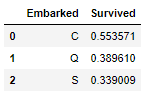 Embarked Survived
0 C 0.553571
1 Q 0.389610
2 S 0.339009